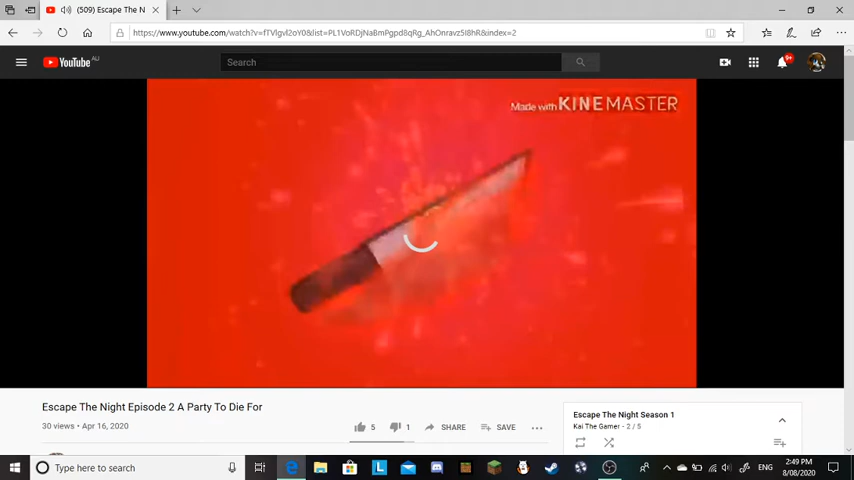 (509) Escape The N
https://www.youtube.com/watch?v=fTVlgvl2oY0&list=PL1VoRDjNaBmPgpd8qRg_AhOnravz5I8hR&index=2
YouTube AU
Search
9+
Made with KINEMASTER
Escape The Night Episode 2 A Party To Die For
30 views • Apr 16, 2020
5
1
SHARE
SAVE
Escape The Night Season 1
Kai The Gamer - 2 / 5
Type here to search
ENG
2:49 PM
8/08/2020